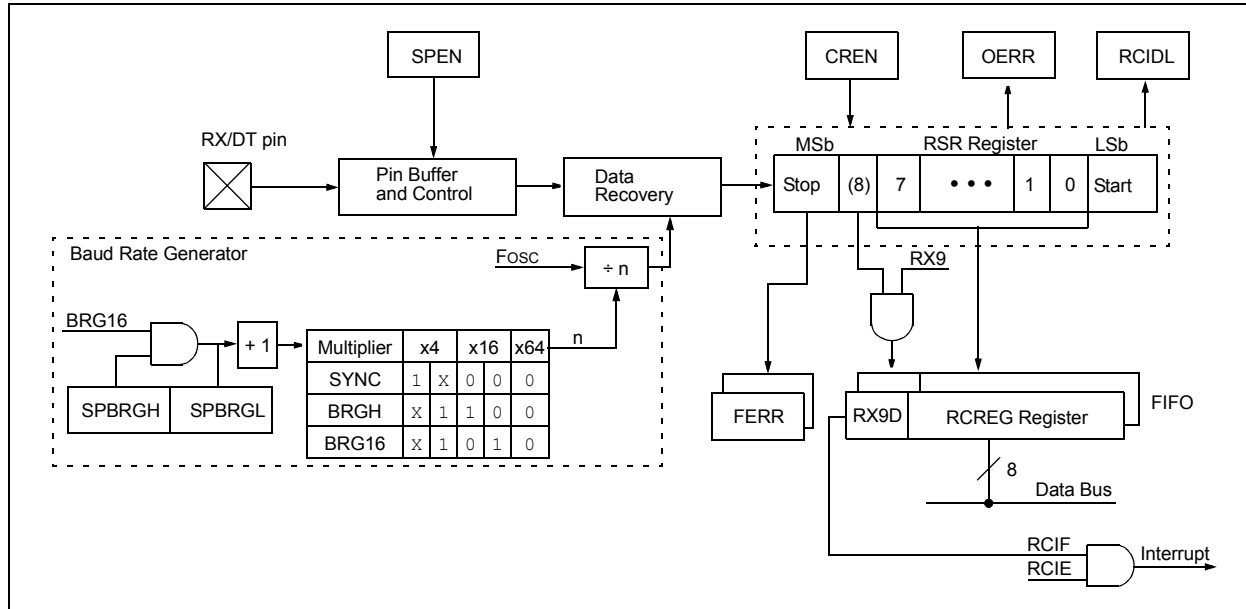 SPEN
CREN
OERR
RCIDL
RX/DT pin
MSb
RSR Register
LSb
Pin Buffer
and Control
Data
Recovery
Stop (8) 7 • • • 1 0 Start
Baud Rate Generator
FOSC
÷ n
RX9
BRG16
+ 1
n
Multiplier x4 x16 x64
SYNC 1 X 0 0 0
BRGH X 1 1 0 0
BRG16 X 1 0 1 0
SPBRGH SPBRGL
FERR
RX9D RCREG Register
FIFO
8
Data Bus
RCIF
RCIE
Interrupt